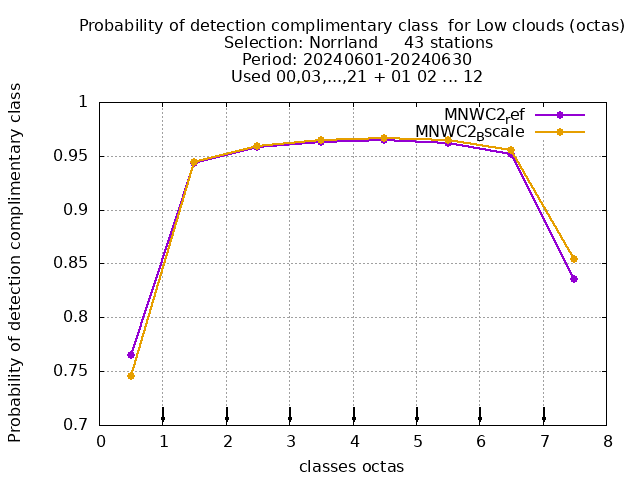 Probability of detection complimentary class  for Low clouds (octas)
Selection: Norrland     43 stations
Period: 20240601-20240630
Used 00,03,...,21 + 01 02 ... 12
MNWC2_ref
MNWC2_Bscale
Probability of detection complimentary class
1
0.95
0.9
0.85
0.8
0.75
0.7
0 1 2 3 4 5 6 7 8
classes octas